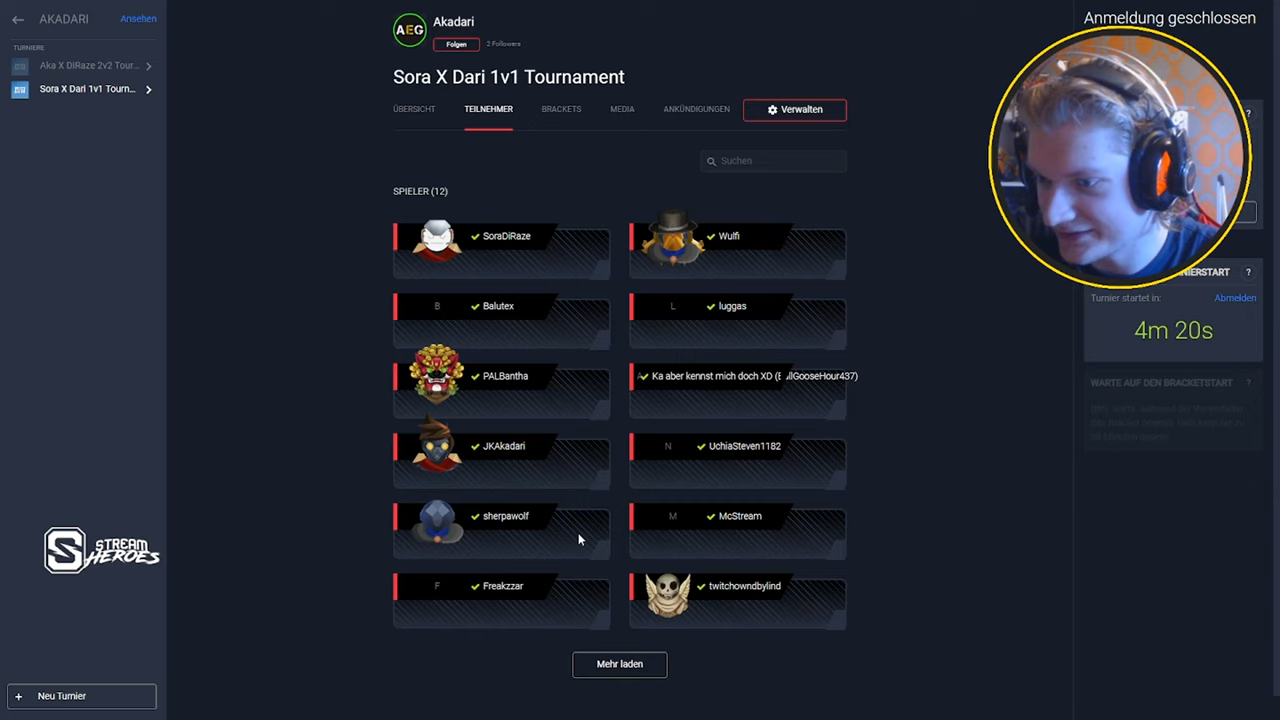 AKADARI
Ansehen
TURNIERE
Aka X DiRaze 2v2 Tour...
Sora X Dari 1v1 Tourn...
STREAM
HEROES
+ Neu Turnier
AEG
Akadari
Folgen
2 Followers
Sora X Dari 1v1 Tournament
ÜBERSICHT
TEILNEHMER
BRACKETS
MEDIA
ANKÜNDIGUNGEN
Verwalten
Suchen
SPIELER (12)
SoraDiRaze
Wulfi
B Balutex
L luggas
PALBantha
Ka aber kennst mich doch XD
JKAkadari
N UchiaSteven1182
sherpawolf
M McStream
F Freakzzar
twitchowndbylind
Mehr laden
Anmeldung geschlossen
?
?
Turnier startet in:
Abmelden
4m 20s
WARTE AUF DEN BRACKETSTART
?